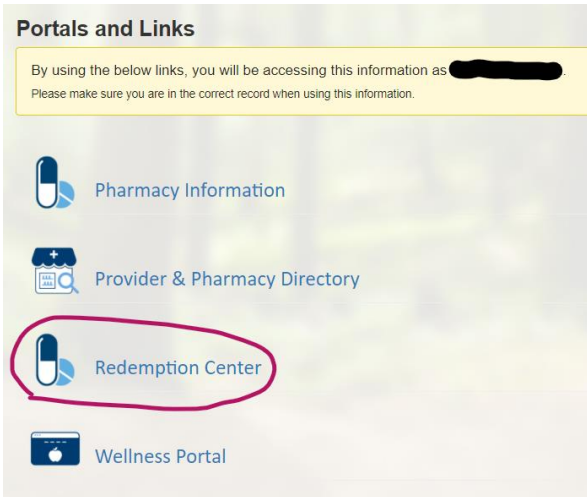 Portals and Links
By using the below links, you will be accessing this information as
Please make sure you are in the correct record when using this information.
Pharmacy Information
Provider & Pharmacy Directory
Redemption Center
Wellness Portal